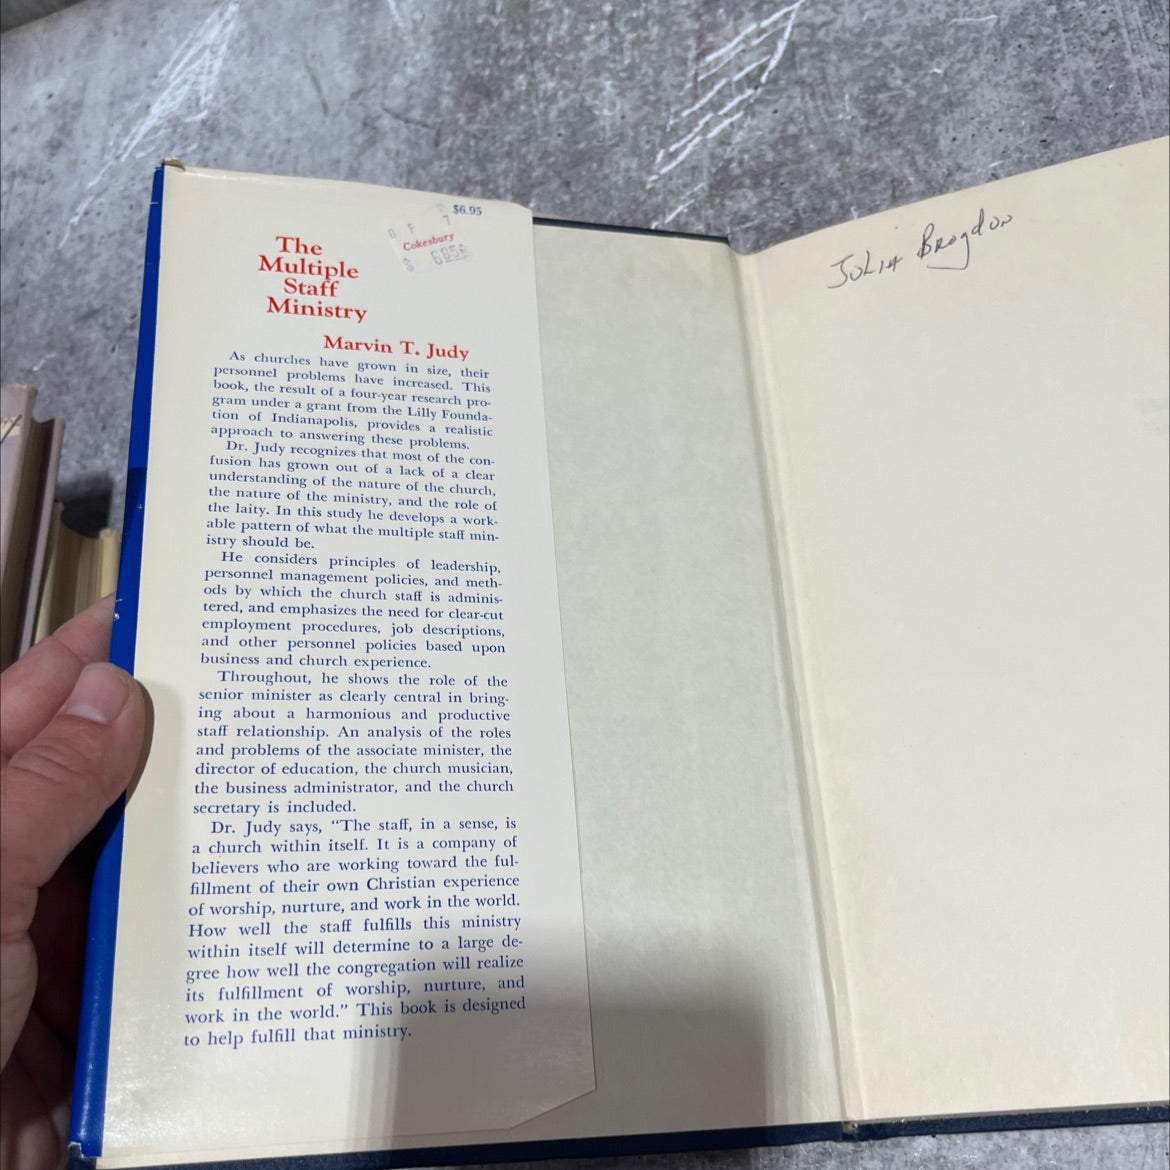 $6.95
O F 7
Cokesbury
$ 6.95
The
Multiple
Staff
Ministry
Marvin T. Judy
As churches have grown in size, their
personnel problems have increased. This
book, the result of a four-year research pro-
gram under a grant from the Lilly Founda-
tion of Indianapolis, provides a realistic
approach to answering these problems.
Dr. Judy recognizes that most of the con-
fusion has grown out of a lack of a clear
understanding of the nature of the church,
the nature of the ministry, and the role of
the laity. In this study he develops a work-
able pattern of what the multiple staff min-
istry should be.
He considers principles of leadership,
personnel management policies, and meth-
ods by which the church staff is adminis-
tered, and emphasizes the need for clear-cut
employment procedures, job descriptions,
and other personnel policies based upon
business and church experience.
Throughout, he shows the role of the
senior minister as clearly central in bring-
ing about a harmonious and productive
staff relationship. An analysis of the roles
and problems of the associate minister, the
director of education, the church musician,
the business administrator, and the church
secretary is included.
Dr. Judy says, “The staff, in a sense, is
a church within itself. It is a company of
believers who are working toward the ful-
fillment of their own Christian experience
of worship, nurture, and work in the world.
How well the staff fulfills this ministry
within itself will determine to a large de-
gree how well the congregation will realize
its fulfillment of worship, nurture, and
work in the world.” This book is designed
to help fulfill that ministry.
Julia Brogdon